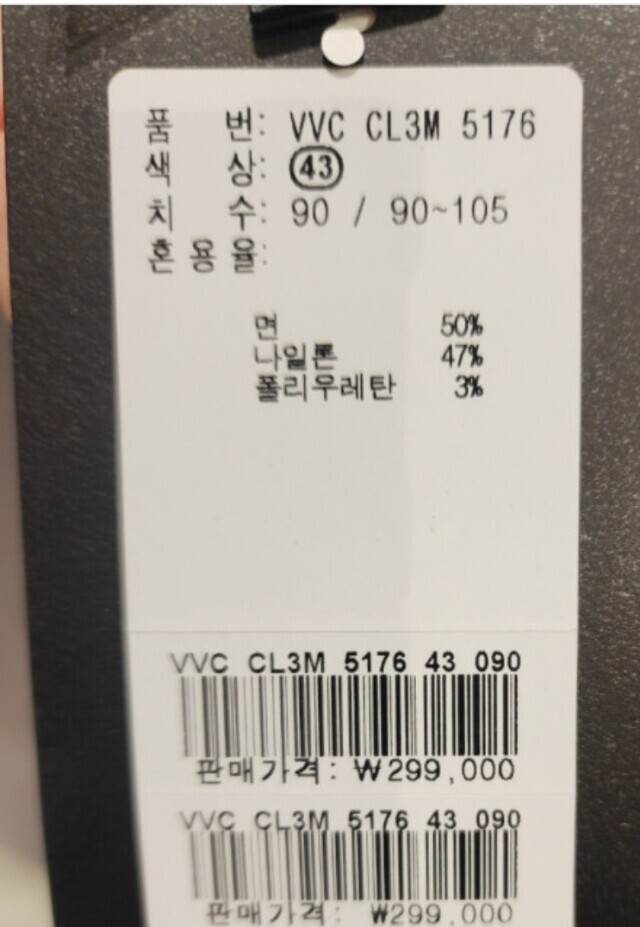 품 번: VVC CL3M 5176
색 상: 43
치 수: 90 / 90~105
혼용율:
면 50%
나일론 47%
폴리우레탄 3%
VVC CL3M 5176 43 090
판매가격: ₩299,000
VVC CL3M 5176 43 090
판매가격: ₩299,000